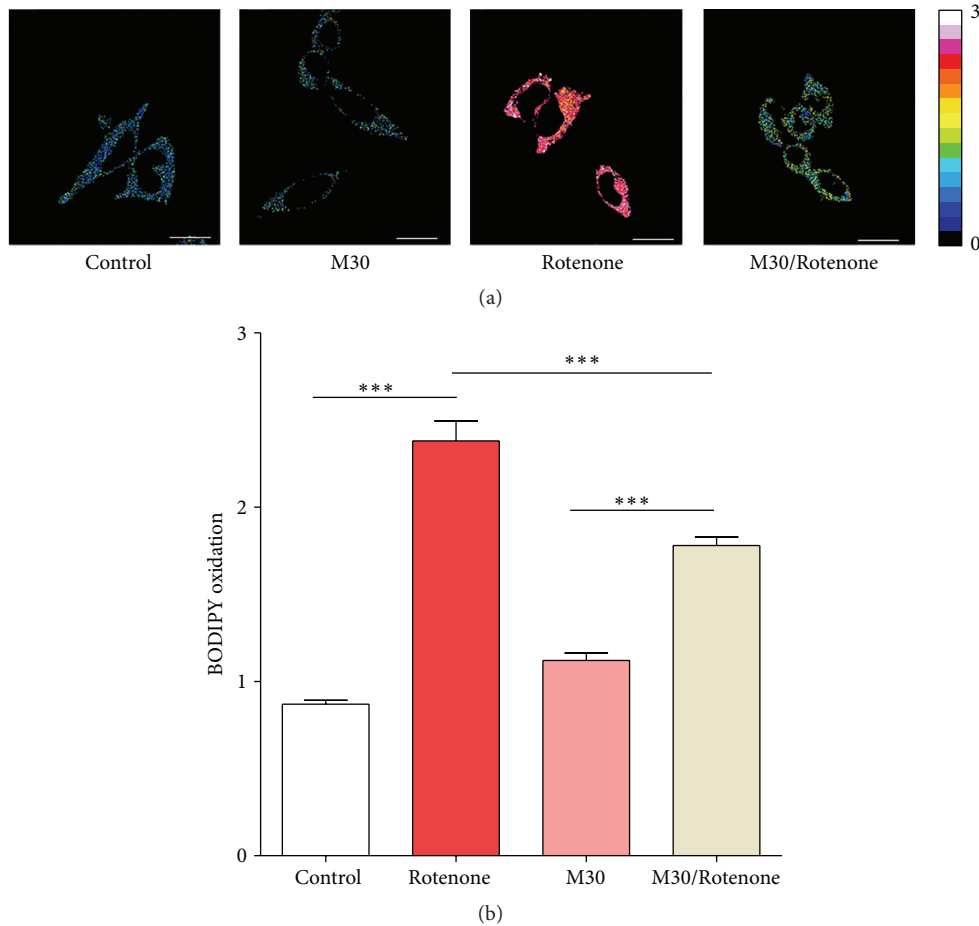 3
0
Control
M30
Rotenone
M30/Rotenone
(a)
3
2
1
0
BODIPY oxidation
***
***
***
Control
Rotenone
M30
M30/Rotenone
(b)